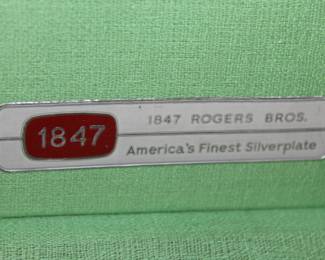 1847
1847 ROGERS BROS.
America's Finest Silverplate